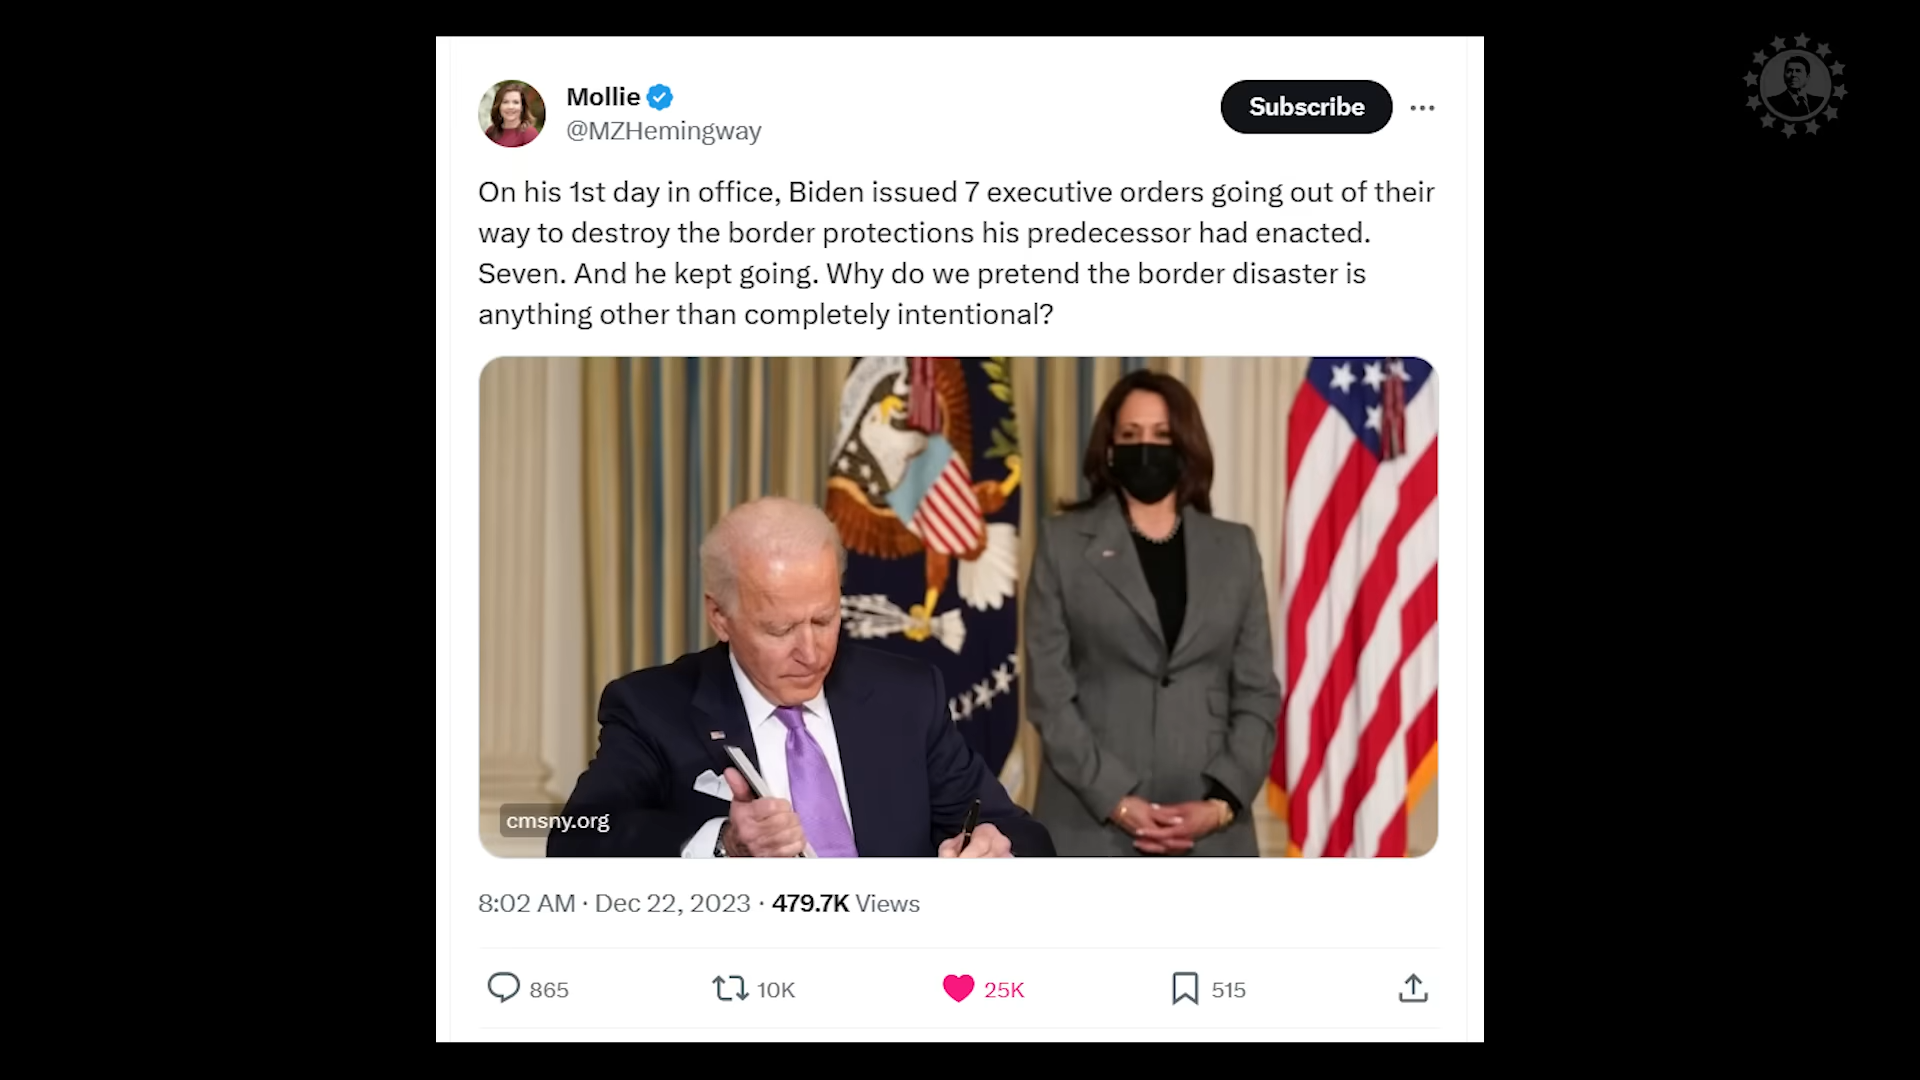 Mollie
@MZHemingway
Subscribe
On his 1st day in office, Biden issued 7 executive orders going out of their
way to destroy the border protections his predecessor had enacted.
Seven. And he kept going. Why do we pretend the border disaster is
anything other than completely intentional?
cmsny.org
8:02 AM · Dec 22, 2023 · 479.7K Views
865 10K 25K 515